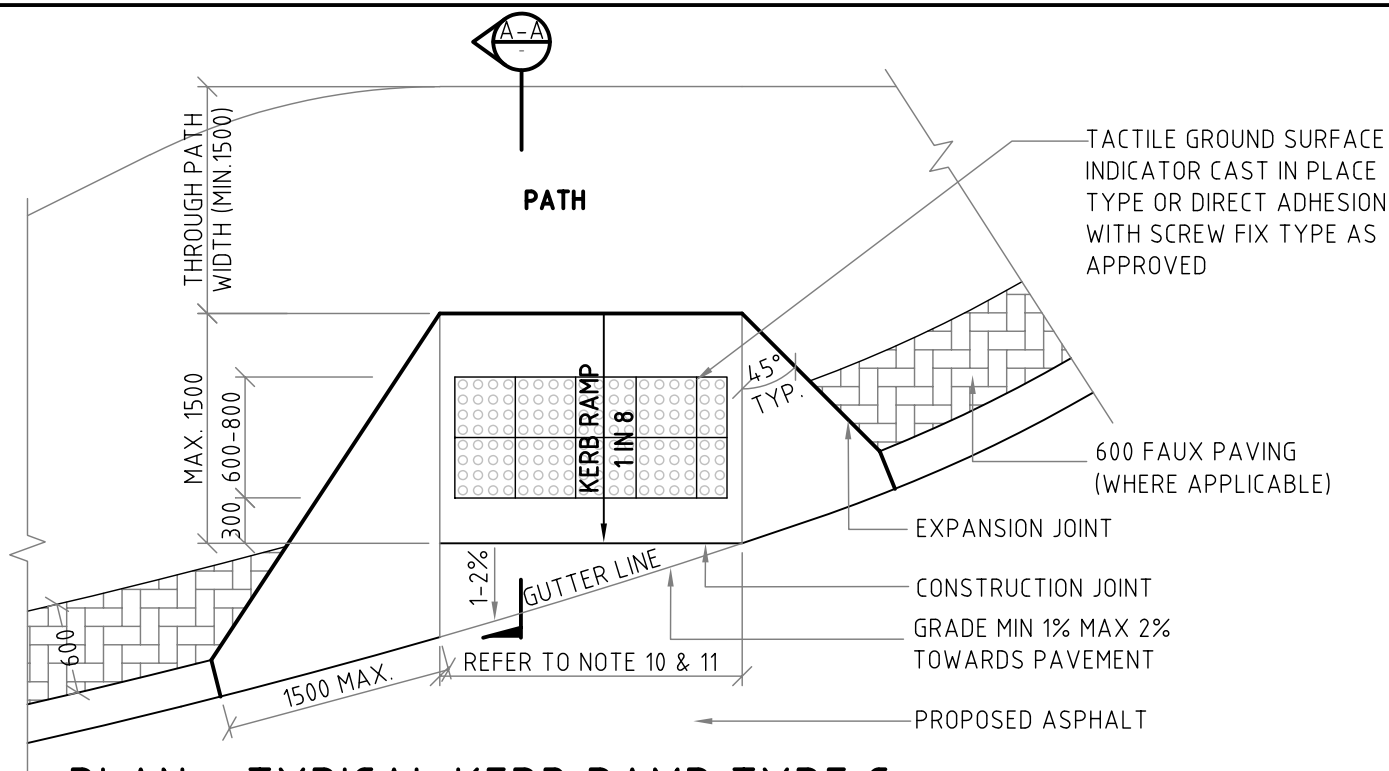 A-A
-
THROUGH PATH
WIDTH (MIN.1500)
PATH
TACTILE GROUND SURFACE
INDICATOR CAST IN PLACE
TYPE OR DIRECT ADHESION
WITH SCREW FIX TYPE AS
APPROVED
MAX. 1500
600-800
300
KERB RAMP
1 IN 8
45°
TYP.
600 FAUX PAVING
(WHERE APPLICABLE)
EXPANSION JOINT
1-2%
GUTTER LINE
CONSTRUCTION JOINT
GRADE MIN 1% MAX 2%
TOWARDS PAVEMENT
600
1500 MAX.
REFER TO NOTE 10 & 11
PROPOSED ASPHALT